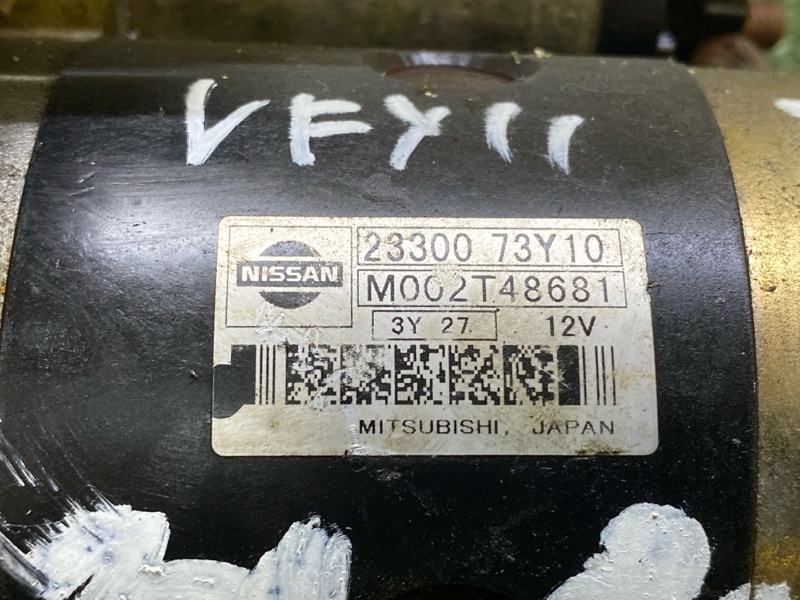 VFY11
NISSAN
23300 73Y10
M002T48681
3Y 27 12V
MITSUBISHI, JAPAN